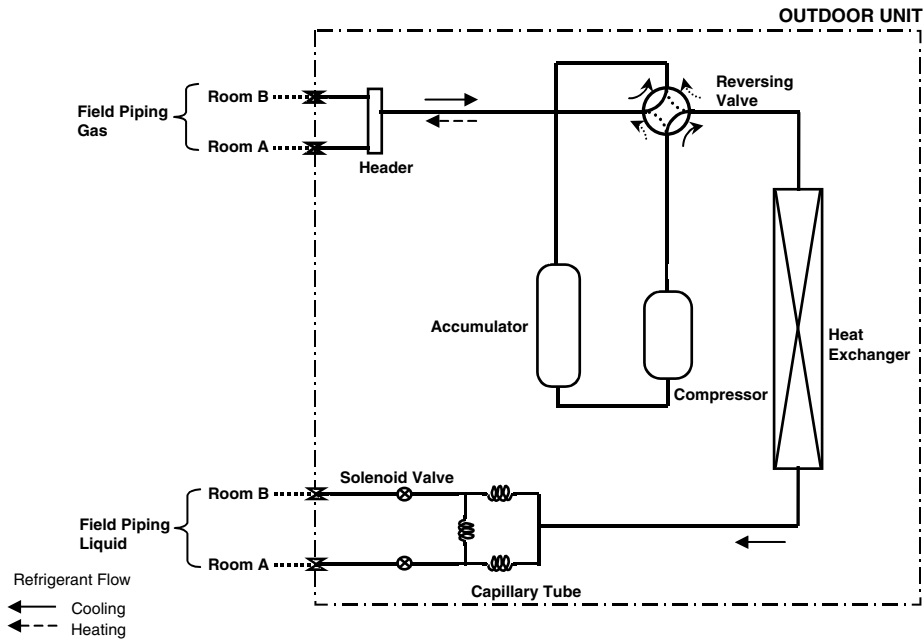 OUTDOOR UNIT
Reversing
Valve
Room B
Field Piping
Gas
Room A
Header
Accumulator
Compressor
Heat
Exchanger
Solenoid Valve
Room B
Field Piping
Liquid
Room A
Capillary Tube
Refrigerant Flow
Cooling
Heating